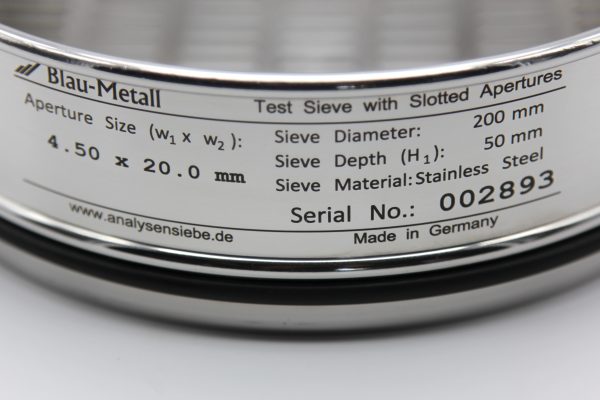 Blau-Metall
Test Sieve with Slotted Apertures
Aperture Size (w₁ x w₂):
4.50 x 20.0 mm
Sieve Diameter: 200 mm
Sieve Depth (H₁): 50 mm
Sieve Material: Stainless Steel
Serial No.: 002893
www.analysensiebe.de
Made in Germany